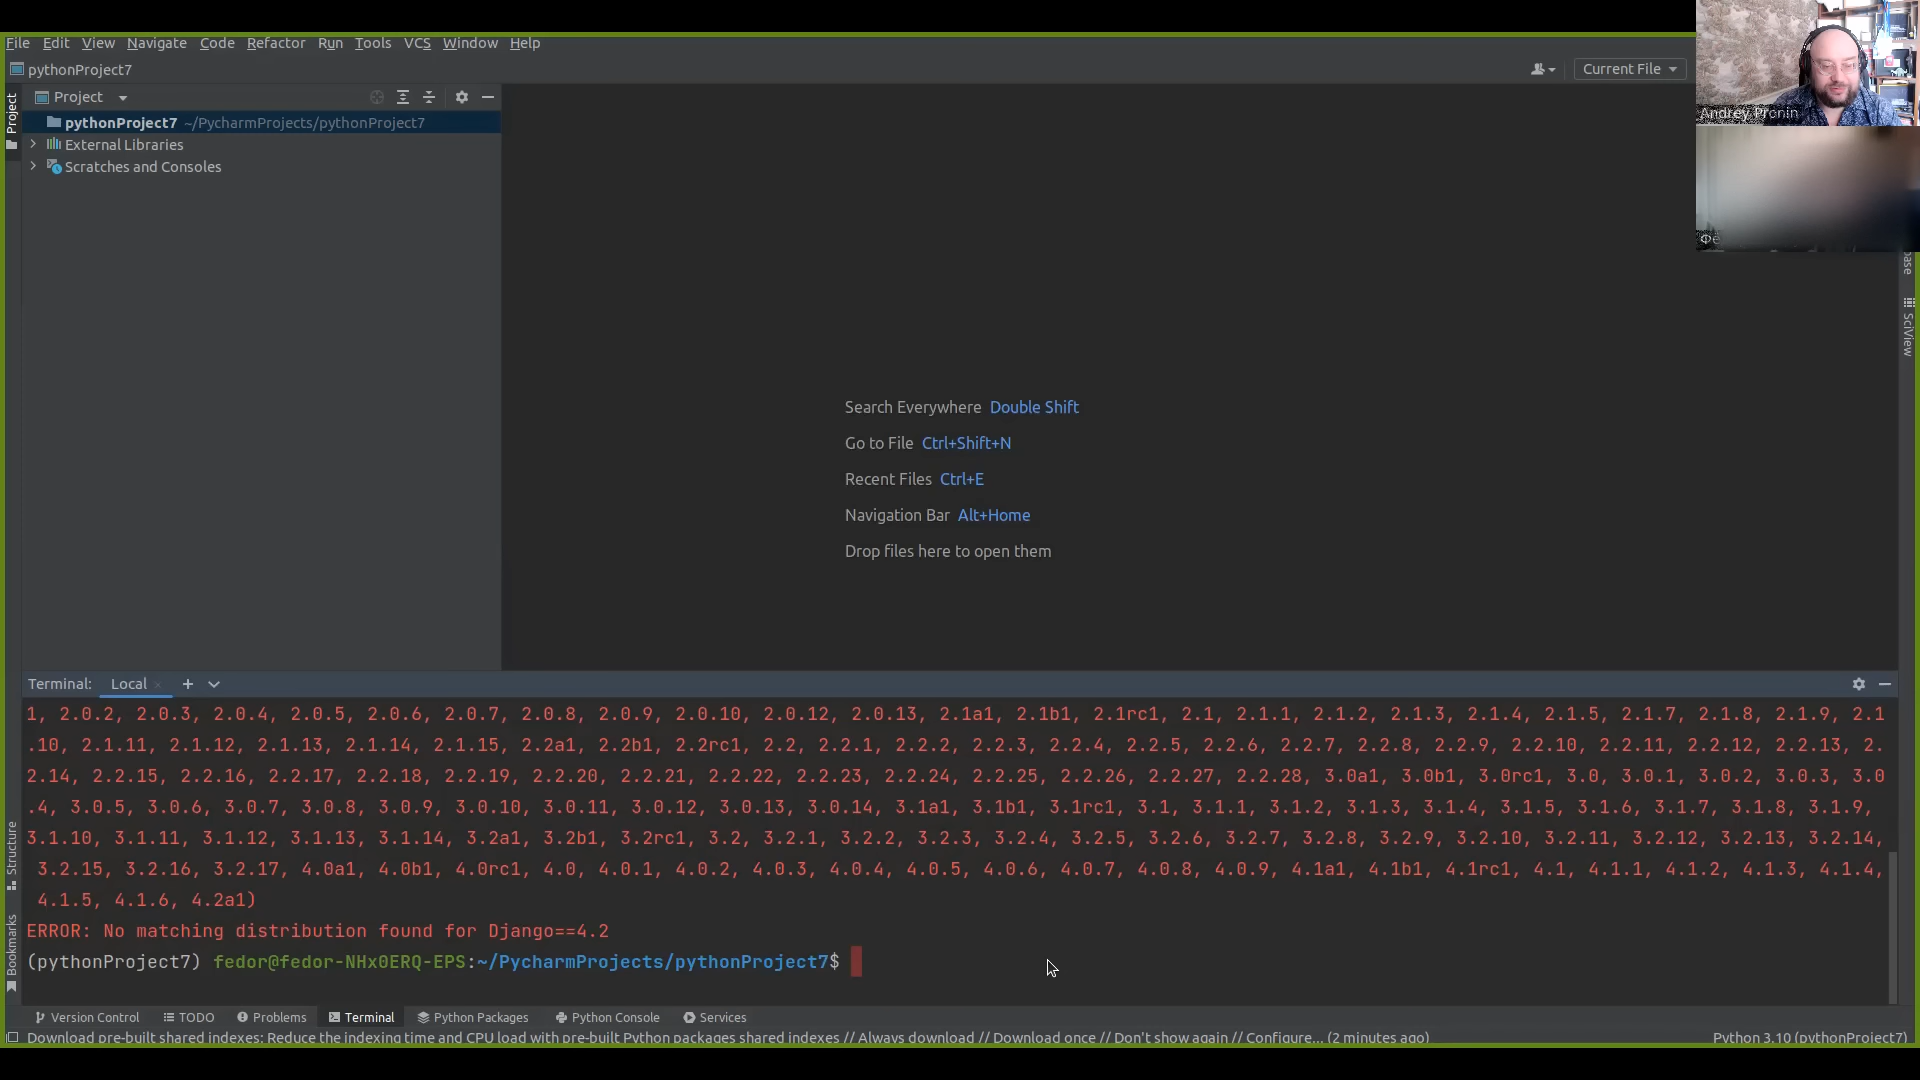 File Edit View Navigate Code Refactor Run Tools VCS Window Help
pythonProject7
Current File
Andrey Pronin
Project
Project
pythonProject7 ~/PycharmProjects/pythonProject7
External Libraries
Scratches and Consoles
SciView
Search Everywhere Double Shift
Go to File Ctrl+Shift+N
Recent Files Ctrl+E
Navigation Bar Alt+Home
Drop files here to open them
Structure
Bookmarks
Terminal: Local × +
1, 2.0.2, 2.0.3, 2.0.4, 2.0.5, 2.0.6, 2.0.7, 2.0.8, 2.0.9, 2.0.10, 2.0.12, 2.0.13, 2.1a1, 2.1b1, 2.1rc1, 2.1, 2.1.1, 2.1.2, 2.1.3, 2.1.4, 2.1.5, 2.1.7, 2.1.8, 2.1.9, 2.1
.10, 2.1.11, 2.1.12, 2.1.13, 2.1.14, 2.1.15, 2.2a1, 2.2b1, 2.2rc1, 2.2, 2.2.1, 2.2.2, 2.2.3, 2.2.4, 2.2.5, 2.2.6, 2.2.7, 2.2.8, 2.2.9, 2.2.10, 2.2.11, 2.2.12, 2.2.13, 2.
2.14, 2.2.15, 2.2.16, 2.2.17, 2.2.18, 2.2.19, 2.2.20, 2.2.21, 2.2.22, 2.2.23, 2.2.24, 2.2.25, 2.2.26, 2.2.27, 2.2.28, 3.0a1, 3.0b1, 3.0rc1, 3.0, 3.0.1, 3.0.2, 3.0.3, 3.0
.4, 3.0.5, 3.0.6, 3.0.7, 3.0.8, 3.0.9, 3.0.10, 3.0.11, 3.0.12, 3.0.13, 3.0.14, 3.1a1, 3.1b1, 3.1rc1, 3.1, 3.1.1, 3.1.2, 3.1.3, 3.1.4, 3.1.5, 3.1.6, 3.1.7, 3.1.8, 3.1.9,
3.1.10, 3.1.11, 3.1.12, 3.1.13, 3.1.14, 3.2a1, 3.2b1, 3.2rc1, 3.2, 3.2.1, 3.2.2, 3.2.3, 3.2.4, 3.2.5, 3.2.6, 3.2.7, 3.2.8, 3.2.9, 3.2.10, 3.2.11, 3.2.12, 3.2.13, 3.2.14,
3.2.15, 3.2.16, 3.2.17, 4.0a1, 4.0b1, 4.0rc1, 4.0, 4.0.1, 4.0.2, 4.0.3, 4.0.4, 4.0.5, 4.0.6, 4.0.7, 4.0.8, 4.0.9, 4.1a1, 4.1b1, 4.1rc1, 4.1, 4.1.1, 4.1.2, 4.1.3, 4.1.4,
4.1.5, 4.1.6, 4.2a1)
ERROR: No matching distribution found for Django==4.2
(pythonProject7) fedor@fedor-NHx0ERQ-EPS:~/PycharmProjects/pythonProject7$
Version Control TODO Problems Terminal Python Packages Python Console Services
Download pre-built shared indexes: Reduce the indexing time and CPU load with pre-built Python packages shared indexes // Always download // Download once // Don't show again // Configure... (2 minutes ago) Python 3.10 (pythonProject7)